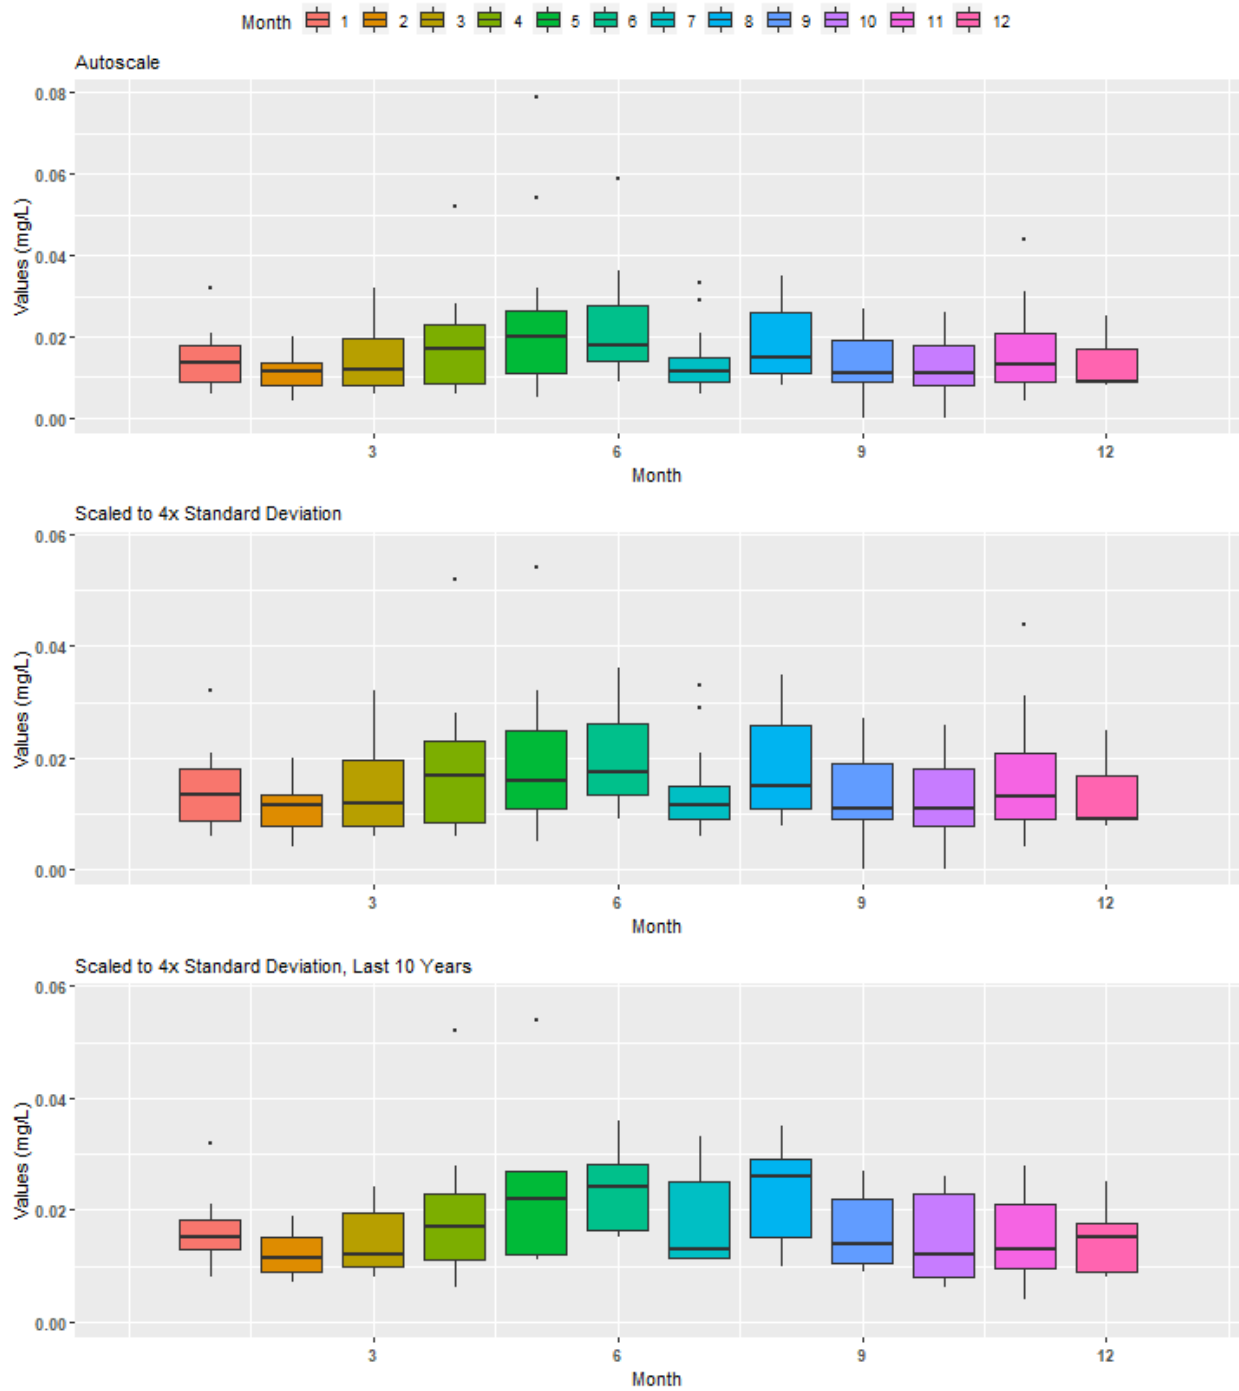 Month 1 2 3 4 5 6 7 8 9 10 11 12
Autoscale
Values (mg/L)
0.08
0.06
0.04
0.02
0.00
3 6 9 12
Month
Scaled to 4x Standard Deviation
Values (mg/L)
0.06
0.04
0.02
0.00
3 6 9 12
Month
Scaled to 4x Standard Deviation, Last 10 Years
Values (mg/L)
0.06
0.04
0.02
0.00
3 6 9 12
Month